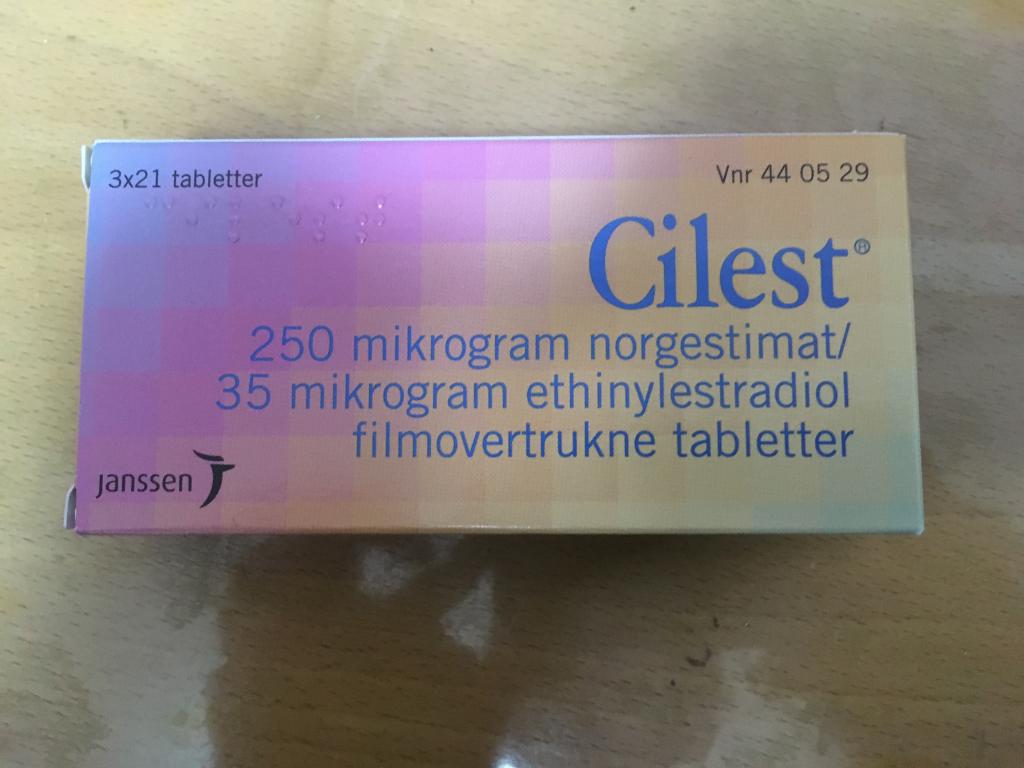 3x21 tabletter
Vnr 44 05 29
Cilest®
250 mikrogram norgestimat/
35 mikrogram ethinylestradiol
filmovertrukne tabletter
janssen